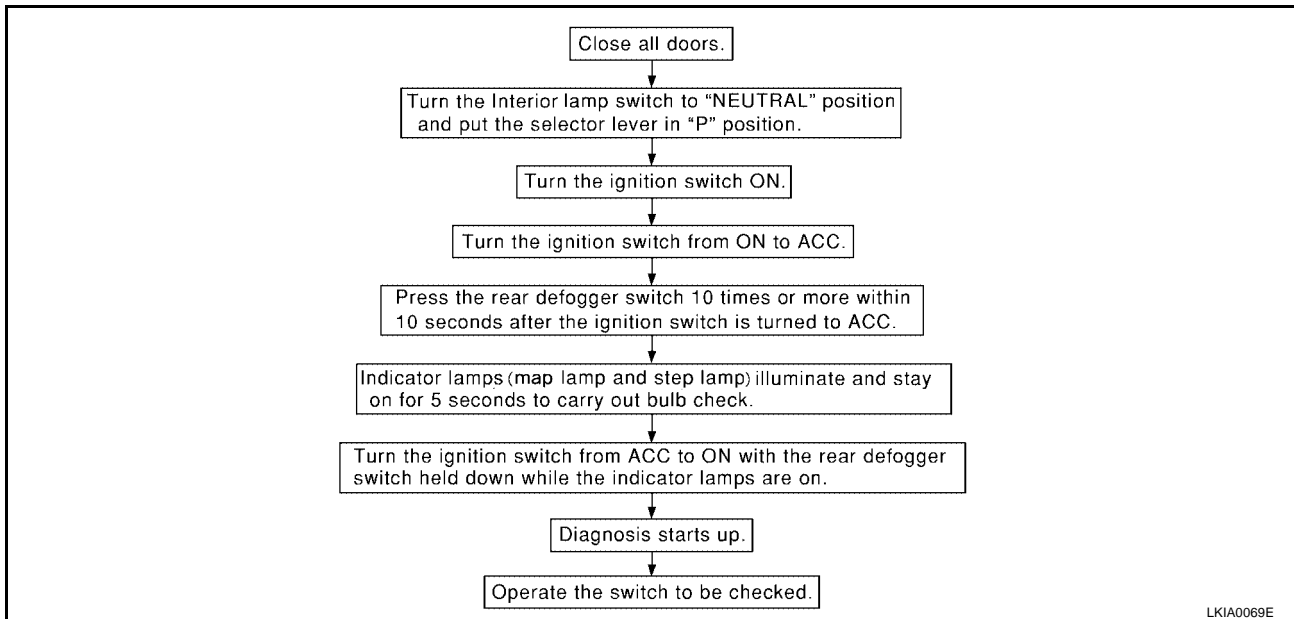 Close all doors.
Turn the Interior lamp switch to “NEUTRAL” position
and put the selector lever in “P” position.
Turn the ignition switch ON.
Turn the ignition switch from ON to ACC.
Press the rear defogger switch 10 times or more within
10 seconds after the ignition switch is turned to ACC.
Indicator lamps (map lamp and step lamp) illuminate and stay
on for 5 seconds to carry out bulb check.
Turn the ignition switch from ACC to ON with the rear defogger
switch held down while the indicator lamps are on.
Diagnosis starts up.
Operate the switch to be checked.
LKIA0069E